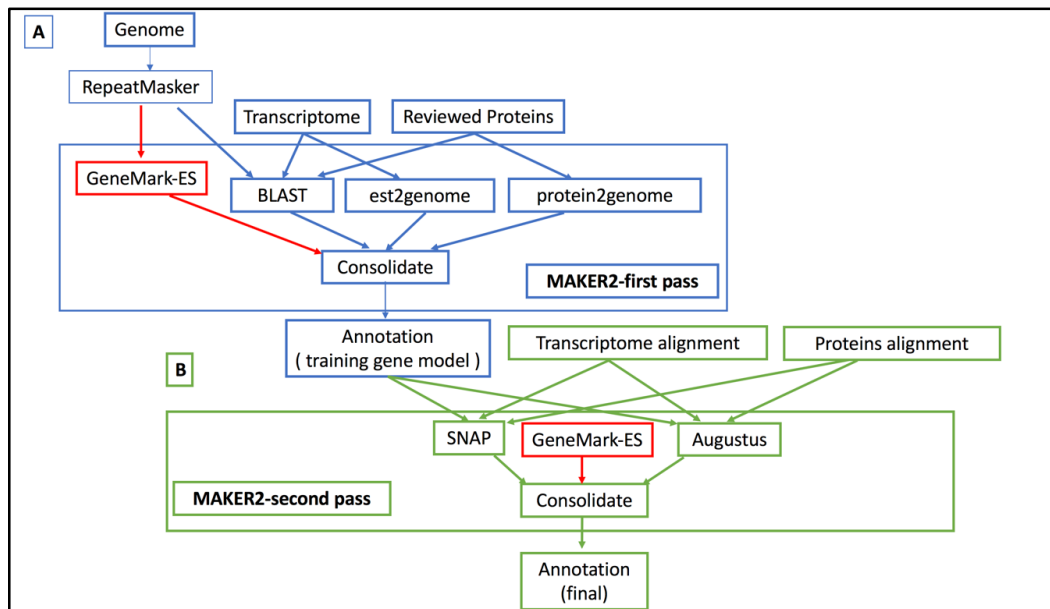 A
Genome
RepeatMasker
Transcriptome
Reviewed Proteins
GeneMark-ES
BLAST
est2genome
protein2genome
Consolidate
MAKER2-first pass
Annotation
( training gene model )
Transcriptome alignment
Proteins alignment
B
SNAP
GeneMark-ES
Augustus
MAKER2-second pass
Consolidate
Annotation
(final)